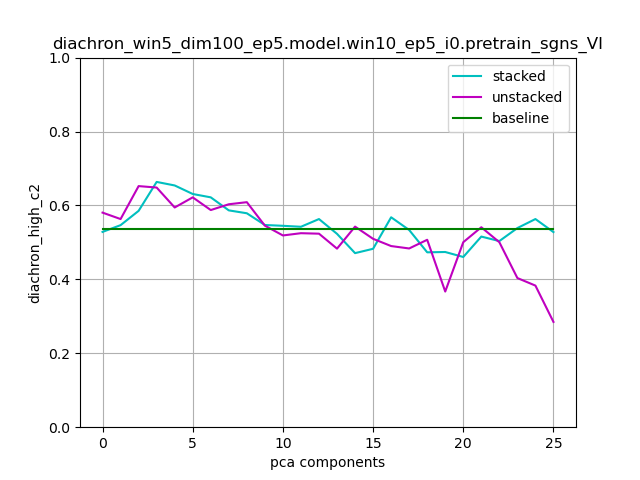 diachron_win5_dim100_ep5.model.win10_ep5_i0.pretrain_sgns_VI
1.0
0.8
0.6
0.4
0.2
0.0
diachron_high_c2
stacked
unstacked
baseline
0 5 10 15 20 25
pca components